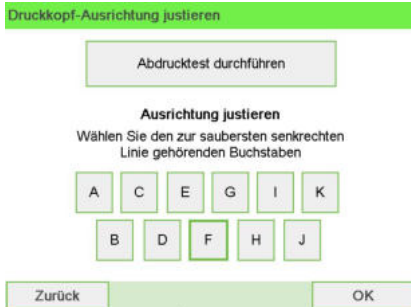 Druckkopf-Ausrichtung justieren
Abdrucktest durchführen
Ausrichtung justieren
Wählen Sie den zur saubersten senkrechten
Linie gehörenden Buchstaben
A C E G I K
B D F H J
Zurück OK